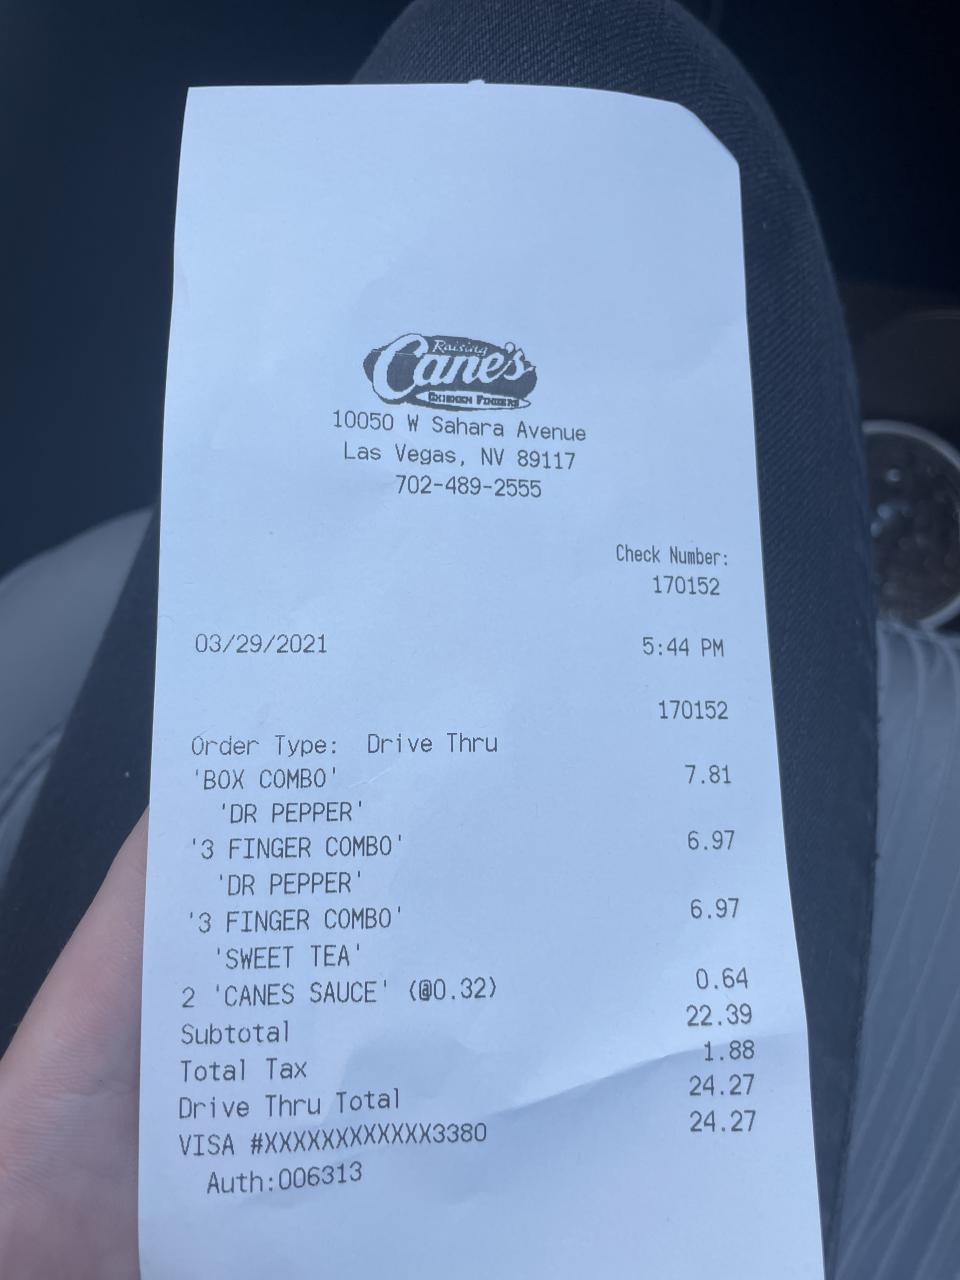 Raising
Cane's
CHICKEN FINGERS
10050 W Sahara Avenue
Las Vegas, NV 89117
702-489-2555
Check Number:
170152
03/29/2021 5:44 PM
170152
Order Type: Drive Thru
'BOX COMBO' 7.81
'DR PEPPER'
'3 FINGER COMBO' 6.97
'DR PEPPER'
'3 FINGER COMBO' 6.97
'SWEET TEA'
2 'CANES SAUCE' (@0.32) 0.64
Subtotal 22.39
Total Tax 1.88
Drive Thru Total 24.27
VISA #XXXXXXXXXXXX3380 24.27
Auth:006313